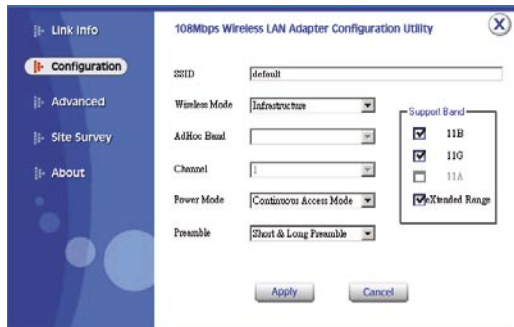 Link Info
Configuration
Advanced
Site Survey
About
108Mbps Wireless LAN Adapter Configuration Utility
X
SSID default
Wireless Mode Infrastructure
AdHoc Band
Channel 1
Power Mode Continuous Access Mode
Preamble Short & Long Preamble
Support Band
11B
11G
11A
eXtended Range
Apply Cancel